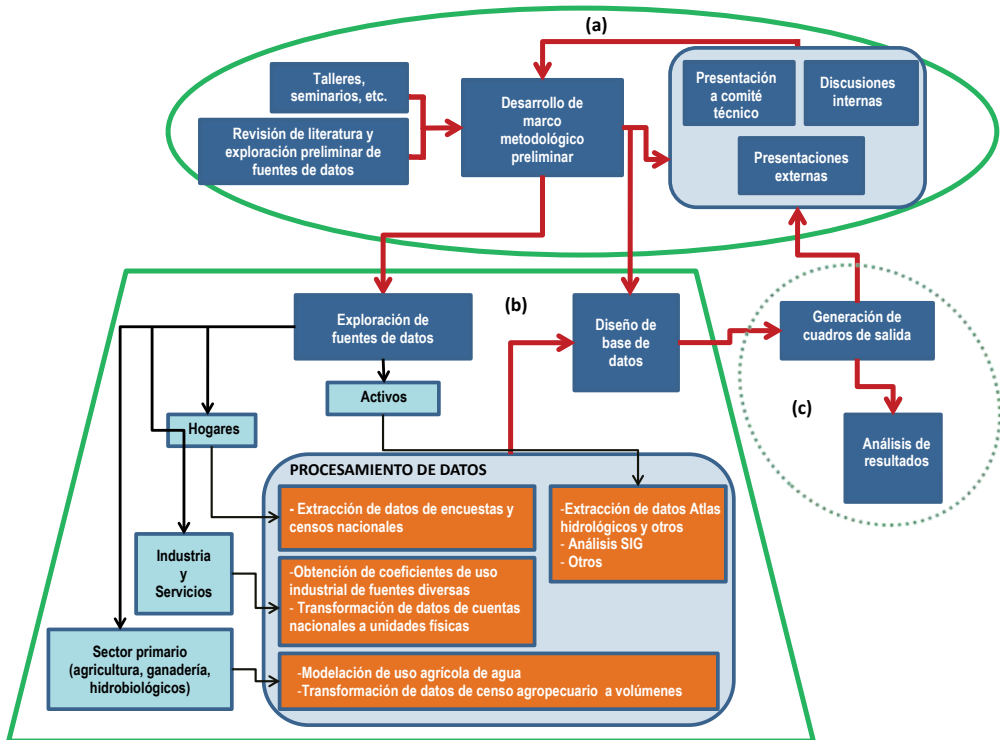 (a)
Talleres,
seminarios, etc.
Revisión de literatura y
exploración preliminar de
fuentes de datos
Desarrollo de
marco
metodológico
preliminar
Presentación
a comité
técnico
Discusiones
internas
Presentaciones
externas
(b)
Exploración de
fuentes de datos
Diseño de
base de
datos
Generación de
cuadros de salida
(c)
Análisis de
resultados
Activos
Hogares
Industria
y
Servicios
Sector primario
(agricultura, ganadería,
hidrobiológicos)
PROCESAMIENTO DE DATOS
- Extracción de datos de encuestas y
censos nacionales
-Extracción de datos Atlas
hidrológicos y otros
- Análisis SIG
- Otros
-Obtención de coeficientes de uso
industrial de fuentes diversas
- Transformación de datos de cuentas
nacionales a unidades físicas
-Modelación de uso agrícola de agua
-Transformación de datos de censo agropecuario a volúmenes